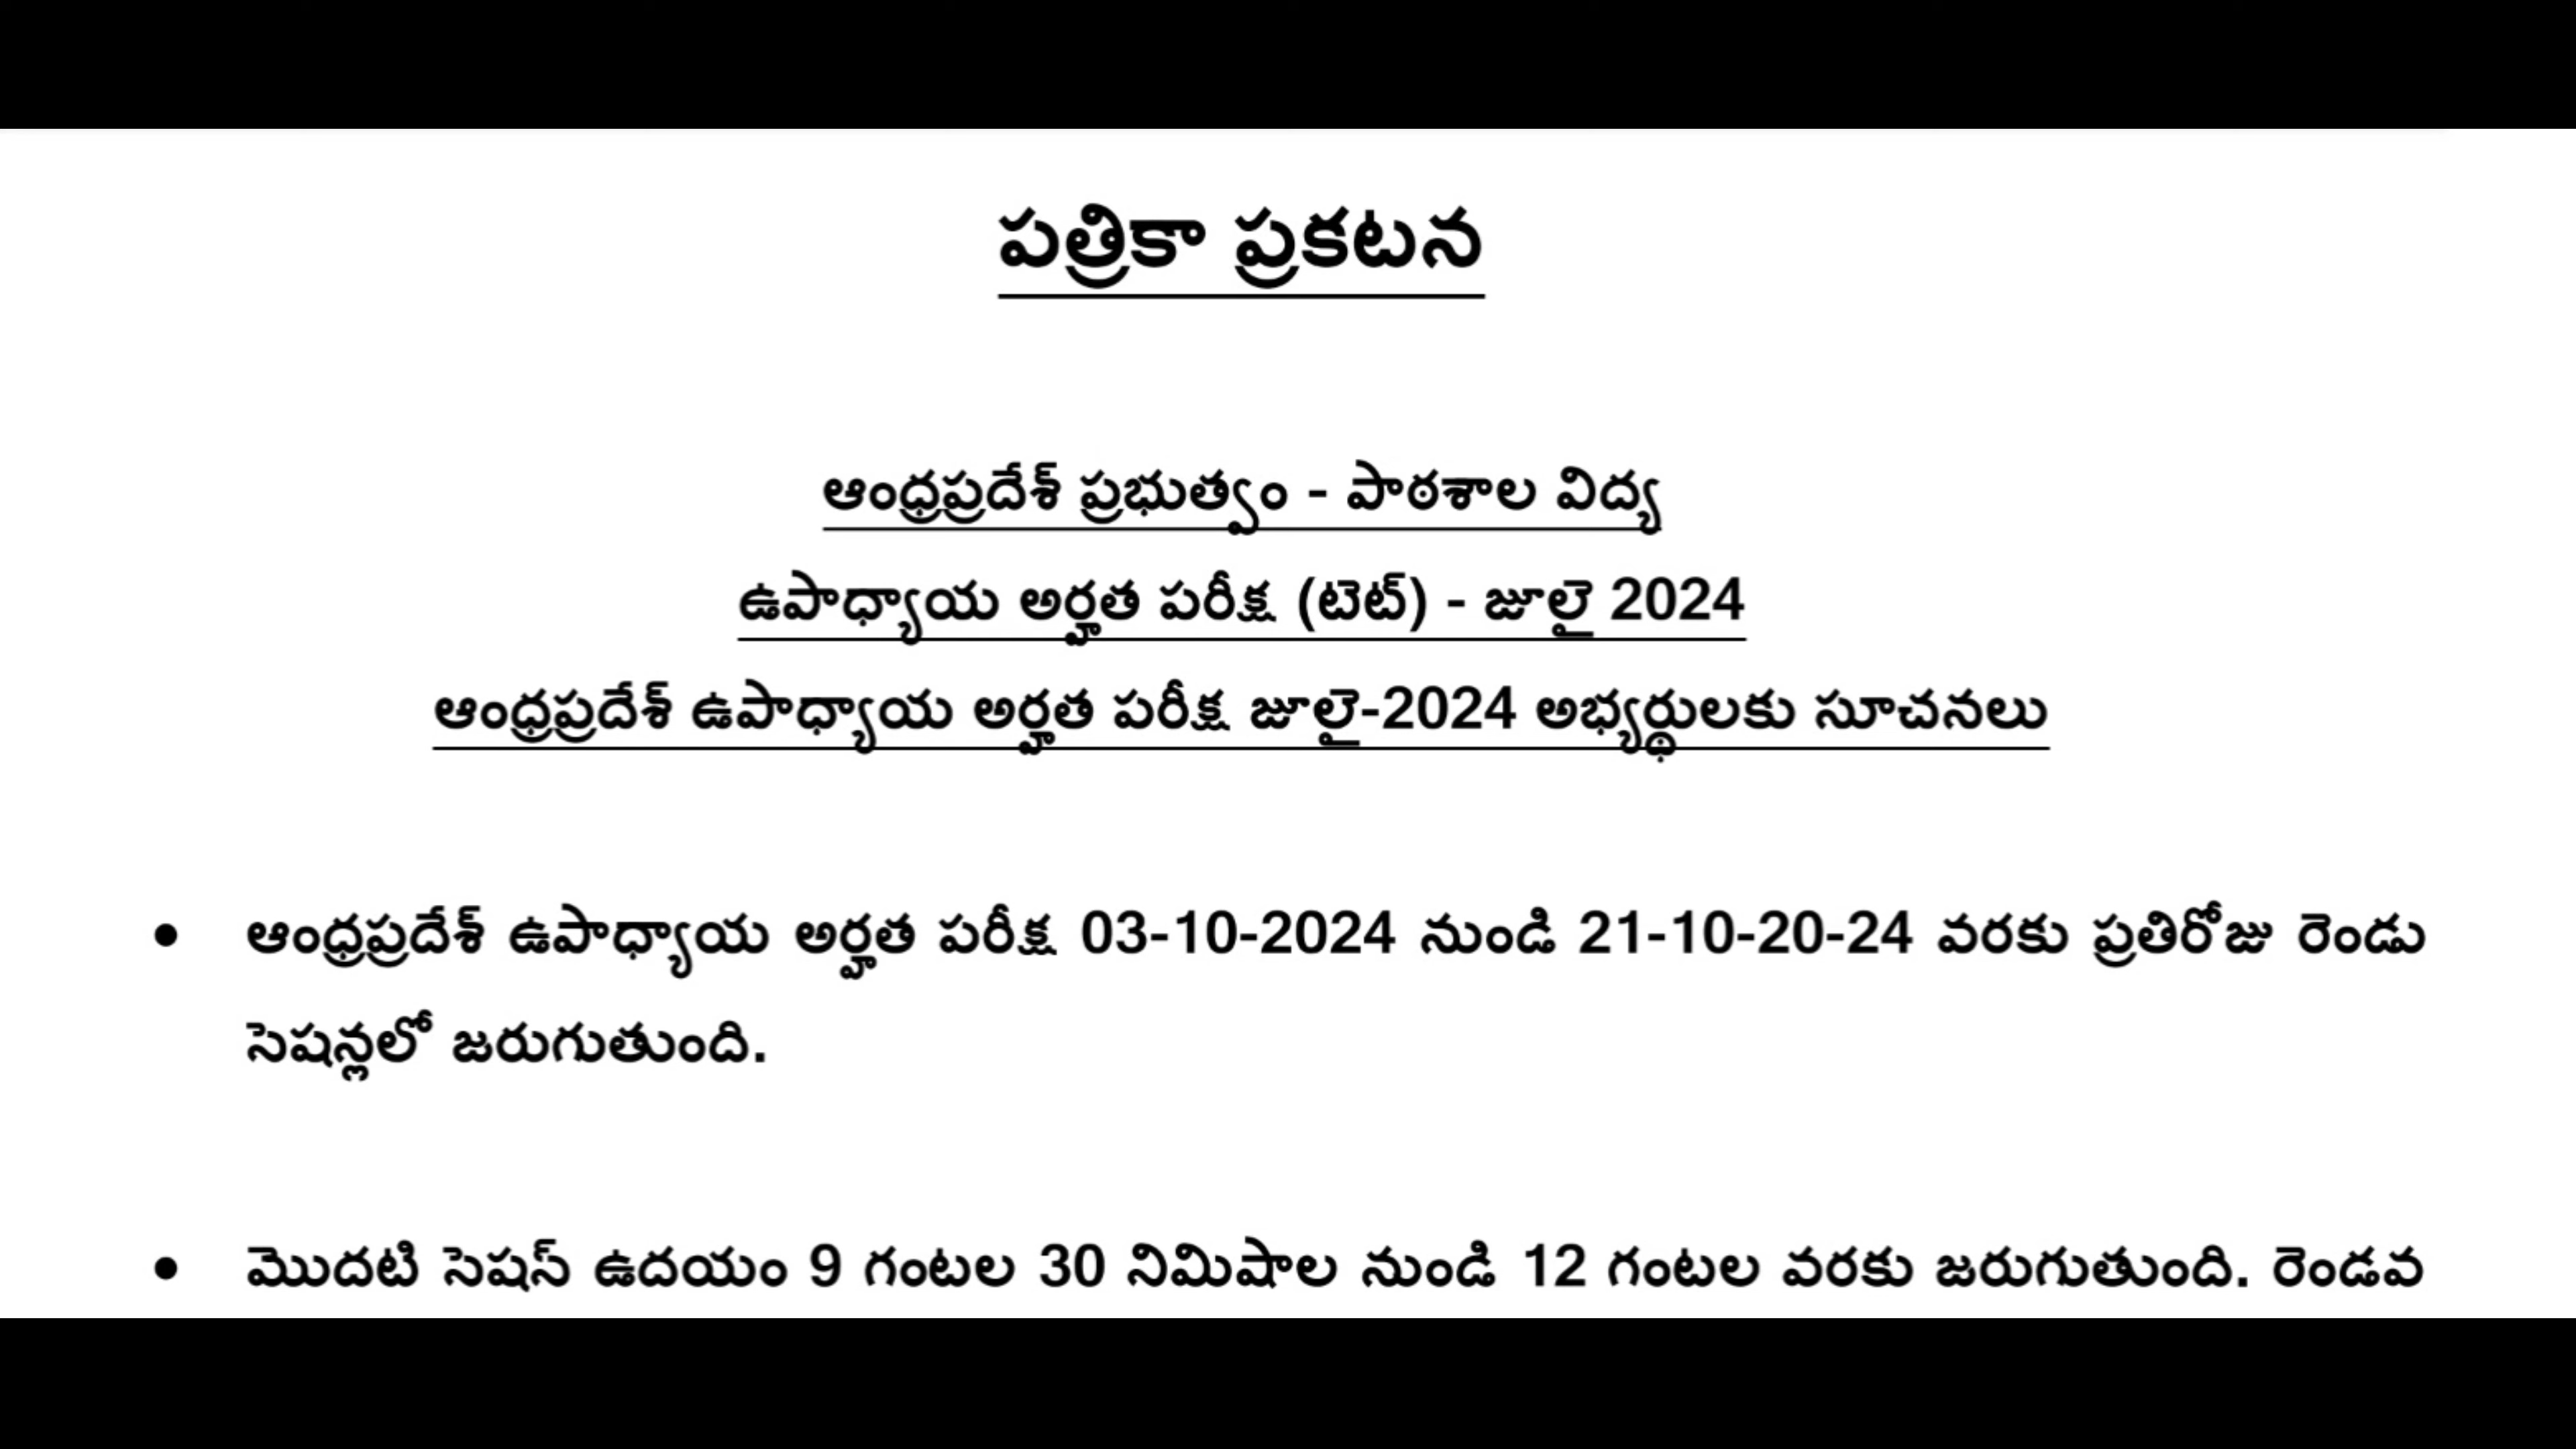 పత్రికా ప్రకటన
ఆంధ్రప్రదేశ్ ప్రభుత్వం - పాఠశాల విద్య
ఉపాధ్యాయ అర్హత పరీక్ష (టెట్) - జూలై 2024
ఆంధ్రప్రదేశ్ ఉపాధ్యాయ అర్హత పరీక్ష జూలై-2024 అభ్యర్థులకు సూచనలు
• ఆంధ్రప్రదేశ్ ఉపాధ్యాయ అర్హత పరీక్ష 03-10-2024 నుండి 21-10-20-24 వరకు ప్రతిరోజు రెండు
సెషన్లలో జరుగుతుంది.
• మొదటి సెషన్ ఉదయం 9 గంటల 30 నిమిషాల నుండి 12 గంటల వరకు జరుగుతుంది. రెండవ